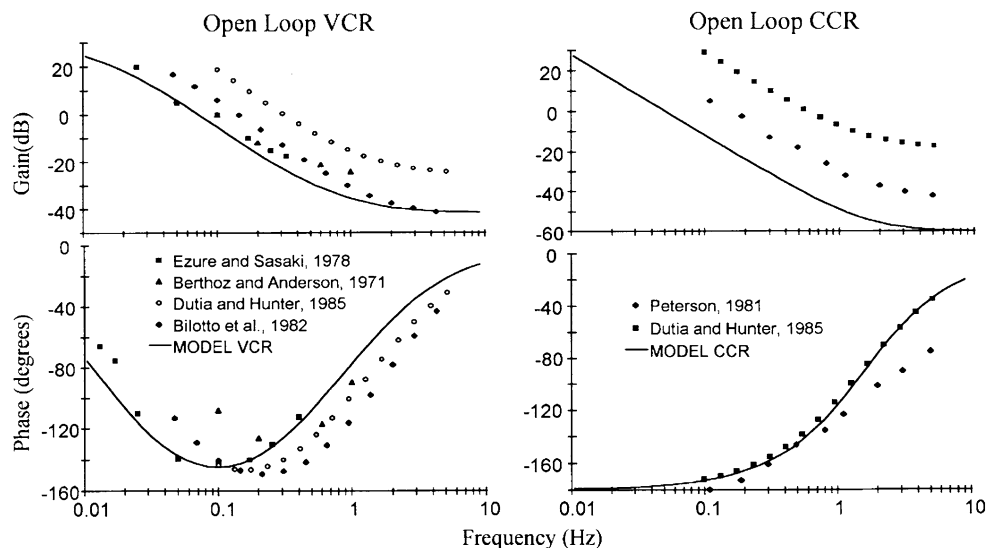 Open Loop VCR
Open Loop CCR
Gain(dB)
20
0
-20
-40
20
0
-20
-40
-60
Phase (degrees)
0
-40
-80
-120
-160
Ezure and Sasaki, 1978
Berthoz and Anderson, 1971
Dutia and Hunter, 1985
Bilotto et al., 1982
MODEL VCR
0
-40
-80
-120
-160
Peterson, 1981
Dutia and Hunter, 1985
MODEL CCR
0.01
0.1
1
10
0.01
0.1
1
10
Frequency (Hz)